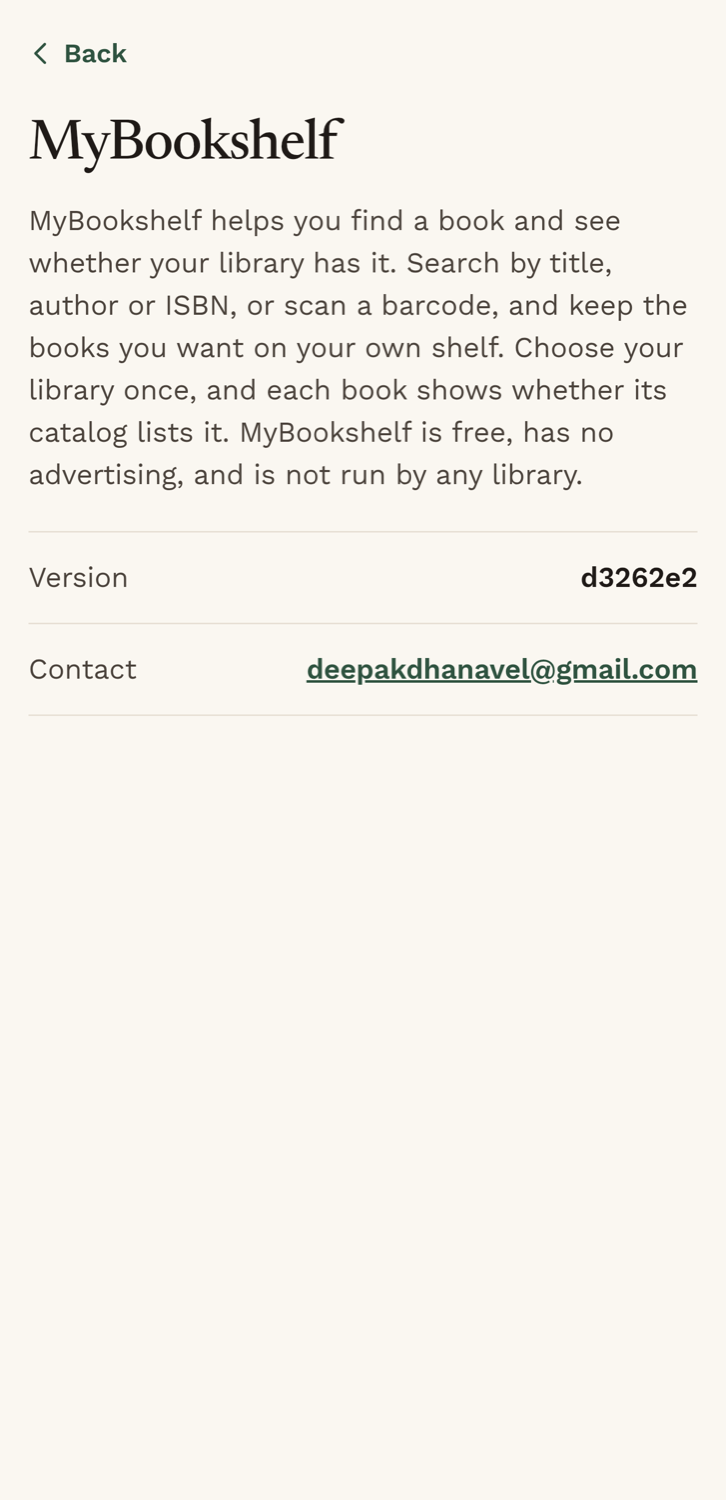 Back
MyBookshelf
MyBookshelf helps you find a book and see
whether your library has it. Search by title,
author or ISBN, or scan a barcode, and keep the
books you want on your own shelf. Choose your
library once, and each book shows whether its
catalog lists it. MyBookshelf is free, has no
advertising, and is not run by any library.
Version d3262e2
Contact deepakdhanavel@gmail.com